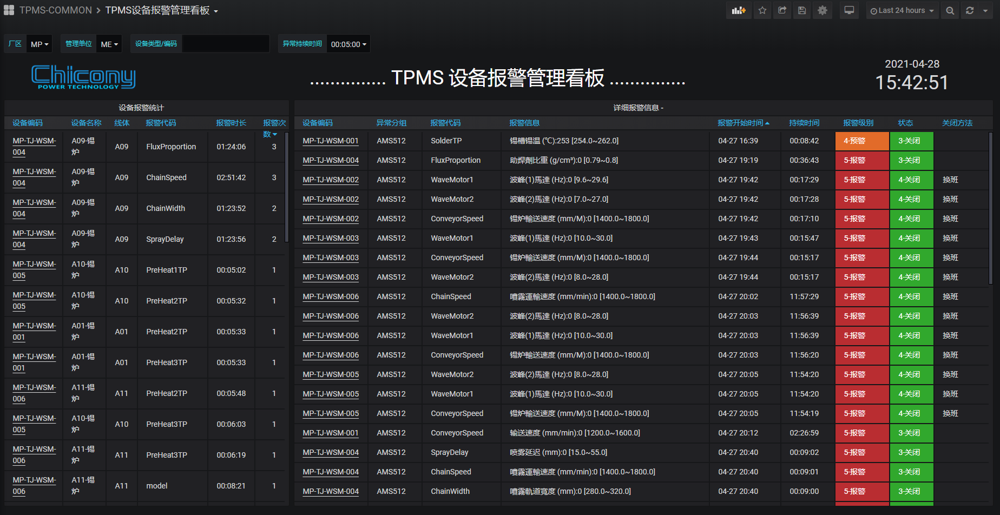 TPMS-COMMON > TPMS设备报警管理看板
Last 24 hours
厂区 MP 管理单位 ME 设备类型/编码 异常持续时间 00:05:00
Chicony
POWER TECHNOLOGY
............... TPMS 设备报警管理看板 ...............
2021-04-28
15:42:51
设备报警统计
设备编码 设备名称 线体 报警代码 报警时长 报警次数
MP-TJ-WSM-004 A09-锡炉 A09 FluxProportion 01:24:06 3
MP-TJ-WSM-004 A09-锡炉 A09 ChainSpeed 02:51:42 3
MP-TJ-WSM-004 A09-锡炉 A09 ChainWidth 01:23:52 2
MP-TJ-WSM-004 A09-锡炉 A09 SprayDelay 01:23:56 2
MP-TJ-WSM-005 A10-锡炉 A10 PreHeat1TP 00:05:02 1
MP-TJ-WSM-005 A10-锡炉 A10 PreHeat2TP 00:05:32 1
MP-TJ-WSM-001 A01-锡炉 A01 PreHeat2TP 00:05:33 1
MP-TJ-WSM-001 A01-锡炉 A01 PreHeat3TP 00:05:33 1
MP-TJ-WSM-006 A11-锡炉 A11 PreHeat2TP 00:05:48 1
MP-TJ-WSM-005 A10-锡炉 A10 PreHeat3TP 00:06:03 1
MP-TJ-WSM-006 A11-锡炉 A11 PreHeat3TP 00:06:19 1
MP-TJ-WSM-006 A11-锡炉 A11 model 00:08:21 1
详细报警信息 -
设备编码 异常分组 报警代码 报警信息 报警开始时间 持续时间 报警级别 状态 关闭方法
MP-TJ-WSM-001 AMS512 SolderTP 锡槽锡温 (℃):253 [254.0~262.0] 04-27 16:39 00:08:42 4-预警 3-关闭
MP-TJ-WSM-004 AMS512 FluxProportion 助焊劑比重 (g/cm³):0 [0.79~0.8] 04-27 19:19 00:36:43 5-报警 3-关闭
MP-TJ-WSM-002 AMS512 WaveMotor1 波峰(1)馬達 (Hz):0 [9.6~29.6] 04-27 19:42 00:17:29 5-报警 4-关闭 换班
MP-TJ-WSM-002 AMS512 WaveMotor2 波峰(2)馬達 (Hz):0 [7.0~27.0] 04-27 19:42 00:17:28 5-报警 4-关闭 换班
MP-TJ-WSM-002 AMS512 ConveyorSpeed 锡炉輸送速度 (mm/M):0 [1400.0~1800.0] 04-27 19:42 00:17:10 5-报警 4-关闭 换班
MP-TJ-WSM-003 AMS512 WaveMotor1 波峰(1)馬達 (Hz):0 [10.0~30.0] 04-27 19:43 00:15:47 5-报警 4-关闭 换班
MP-TJ-WSM-003 AMS512 ConveyorSpeed 锡炉輸送速度 (mm/M):0 [1400.0~1800.0] 04-27 19:44 00:15:17 5-报警 4-关闭 换班
MP-TJ-WSM-003 AMS512 WaveMotor2 波峰(2)馬達 (Hz):0 [8.0~28.0] 04-27 19:44 00:15:17 5-报警 4-关闭 换班
MP-TJ-WSM-006 AMS512 ChainSpeed 噴霧運輸速度 (mm/min):0 [1400.0~1800.0] 04-27 20:02 11:57:29 5-报警 4-关闭 换班
MP-TJ-WSM-006 AMS512 WaveMotor2 波峰(2)馬達 (Hz):0 [8.0~28.0] 04-27 20:03 11:56:39 5-报警 4-关闭 换班
MP-TJ-WSM-006 AMS512 WaveMotor1 波峰(1)馬達 (Hz):0 [10.0~30.0] 04-27 20:03 11:56:39 5-报警 4-关闭 换班
MP-TJ-WSM-006 AMS512 ConveyorSpeed 锡炉輸送速度 (mm/M):0 [1400.0~1800.0] 04-27 20:03 11:56:20 5-报警 4-关闭 换班
MP-TJ-WSM-005 AMS512 WaveMotor2 波峰(2)馬達 (Hz):0 [8.0~28.0] 04-27 20:05 11:54:20 5-报警 4-关闭 换班
MP-TJ-WSM-005 AMS512 WaveMotor1 波峰(1)馬達 (Hz):0 [10.0~30.0] 04-27 20:05 11:54:20 5-报警 4-关闭 换班
MP-TJ-WSM-005 AMS512 ConveyorSpeed 锡炉輸送速度 (mm/M):0 [1400.0~1800.0] 04-27 20:05 11:54:19 5-报警 4-关闭 换班
MP-TJ-WSM-001 AMS512 ConveyorSpeed 输送速度 (mm/min):0 [1200.0~1600.0] 04-27 20:12 02:26:59 5-报警 3-关闭
MP-TJ-WSM-004 AMS512 SprayDelay 喷雾延迟 (mm):0 [15.0~55.0] 04-27 20:40 00:09:02 5-报警 3-关闭
MP-TJ-WSM-004 AMS512 ChainSpeed 噴霧運輸速度 (mm/min):0 [1400.0~1800.0] 04-27 20:40 00:09:01 5-报警 3-关闭
MP-TJ-WSM-004 AMS512 ChainWidth 噴霧軌道寬度 (mm):0 [280.0~320.0] 04-27 20:40 00:09:00 5-报警 3-关闭